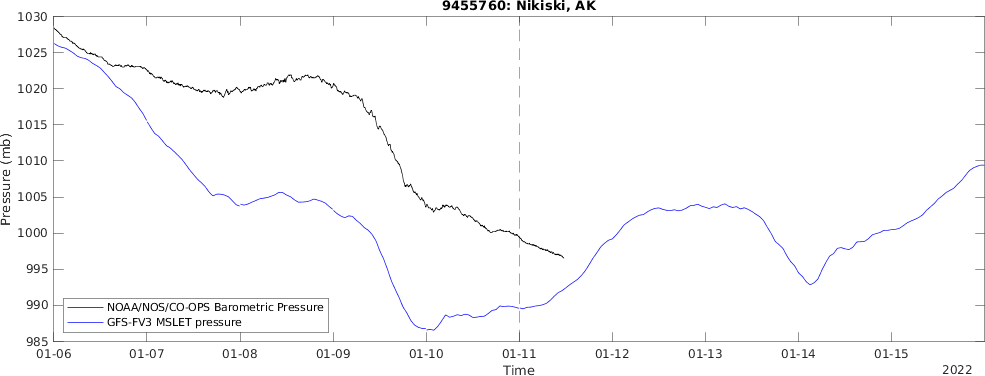 9455760: Nikiski, AK
1030
1025
1020
1015
1010
1005
1000
995
990
985
Pressure (mb)
NOAA/NOS/CO-OPS Barometric Pressure
GFS-FV3 MSLET pressure
01-06 01-07 01-08 01-09 01-10 01-11 01-12 01-13 01-14 01-15
Time
2022